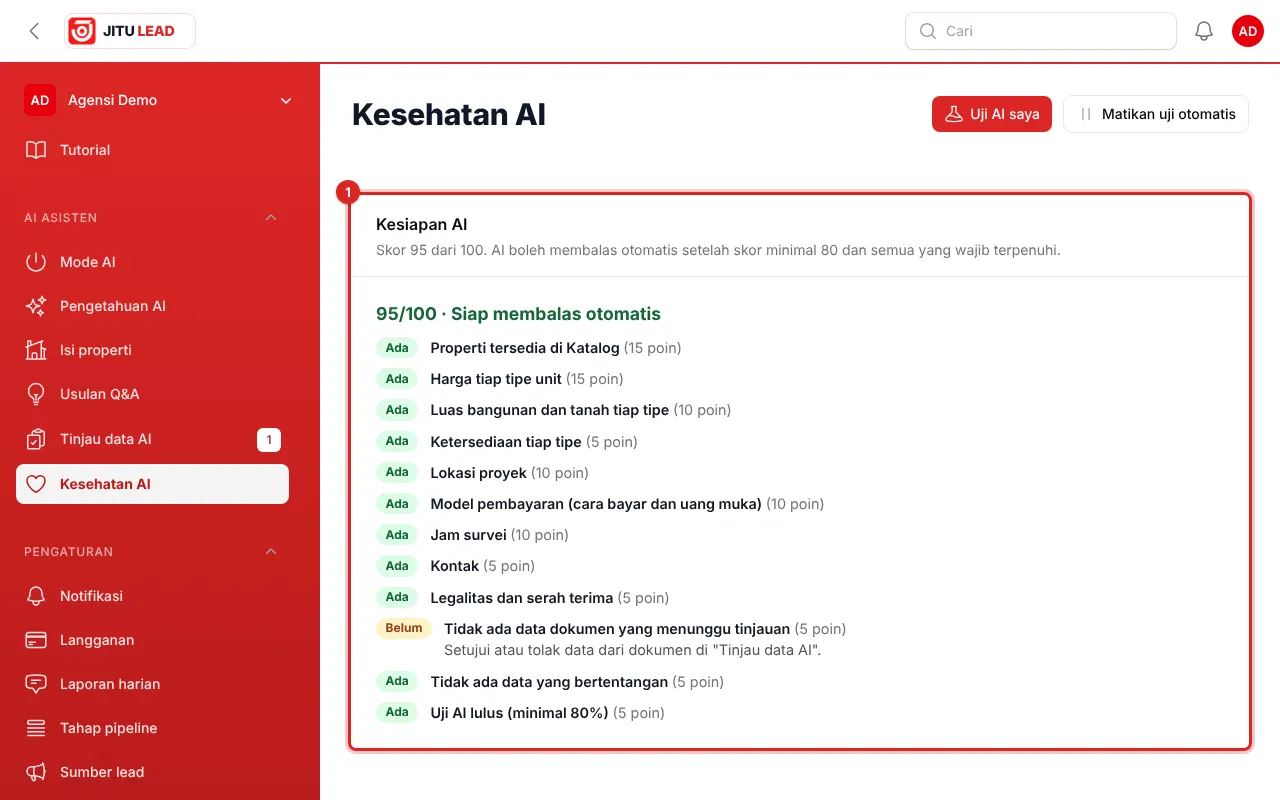 JITU LEAD
Cari
AD
AD
Agensi Demo
Tutorial
AI ASISTEN
Mode AI
Pengetahuan AI
Isi properti
Usulan Q&A
Tinjau data AI
1
Kesehatan AI
PENGATURAN
Notifikasi
Langganan
Laporan harian
Tahap pipeline
Sumber lead
Kesehatan AI
Uji AI saya
Matikan uji otomatis
1
Kesiapan AI
Skor 95 dari 100. AI boleh membalas otomatis setelah skor minimal 80 dan semua yang wajib terpenuhi.
95/100 · Siap membalas otomatis
Ada Properti tersedia di Katalog (15 poin)
Ada Harga tiap tipe unit (15 poin)
Ada Luas bangunan dan tanah tiap tipe (10 poin)
Ada Ketersediaan tiap tipe (5 poin)
Ada Lokasi proyek (10 poin)
Ada Model pembayaran (cara bayar dan uang muka) (10 poin)
Ada Jam survei (10 poin)
Ada Kontak (5 poin)
Ada Legalitas dan serah terima (5 poin)
Belum Tidak ada data dokumen yang menunggu tinjauan (5 poin)
Setujui atau tolak data dari dokumen di "Tinjau data AI".
Ada Tidak ada data yang bertentangan (5 poin)
Ada Uji AI lulus (minimal 80%) (5 poin)